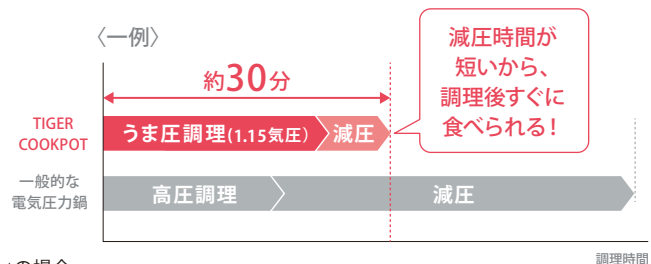 〈一例〉
減圧時間が
短いから、
調理後すぐに
食べられる！
約30分
TIGER
COOKPOT
うま圧調理(1.15気圧)
減圧
一般的な
電気圧力鍋
高圧調理
減圧
調理時間
の場合